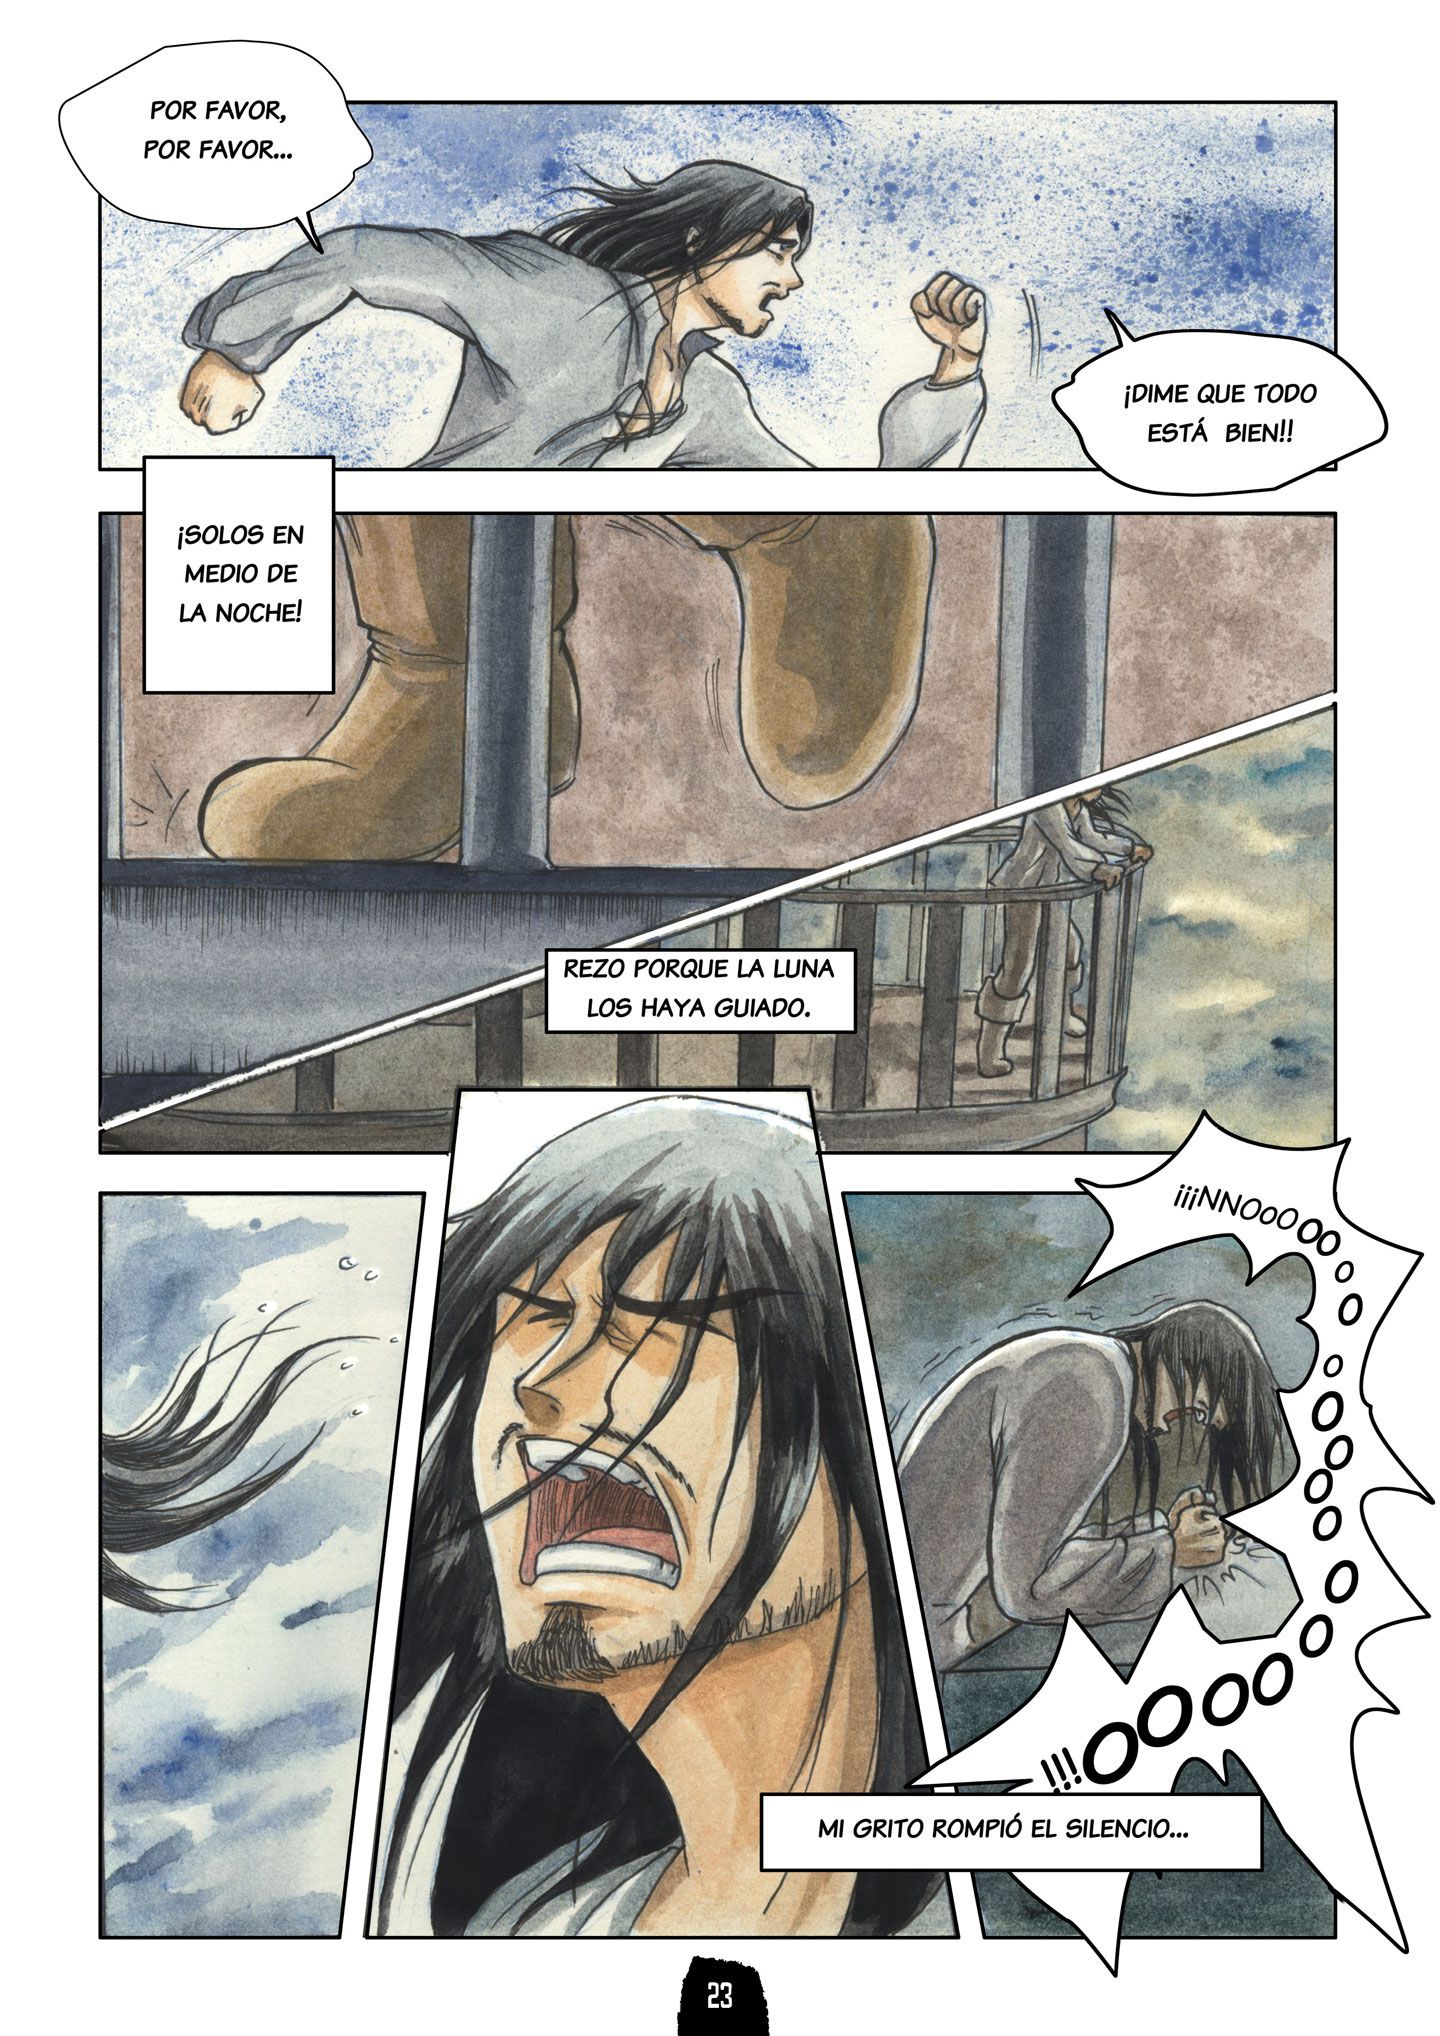 POR FAVOR,
POR FAVOR...
¡DIME QUE TODO
ESTÁ BIEN!!
¡SOLOS EN
MEDIO DE
LA NOCHE!
REZO PORQUE LA LUNA
LOS HAYA GUIADO.
¡¡¡NNOOOOOOOOOOOOOOOOOOOO!!!
MI GRITO ROMPIÓ EL SILENCIO...
23